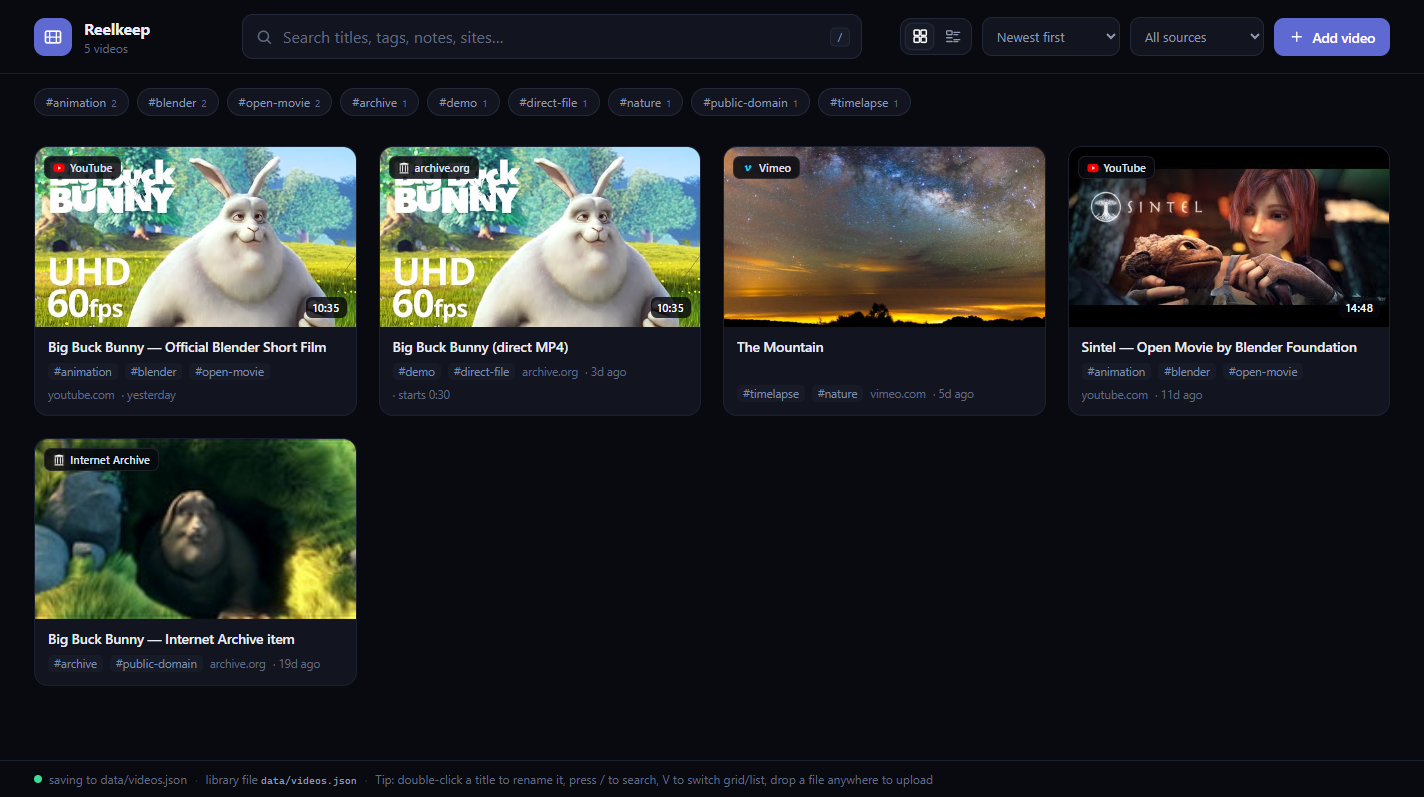 Reelkeep
5 videos
Search titles, tags, notes, sites...
/
Newest first
All sources
+ Add video
#animation 2
#blender 2
#open-movie 2
#archive 1
#demo 1
#direct-file 1
#nature 1
#public-domain 1
#timelapse 1
YouTube
BIG BUCK
BUNNY
UHD
60fps
10:35
Big Buck Bunny — Official Blender Short Film
#animation #blender #open-movie
youtube.com · yesterday
archive.org
BIG BUCK
BUNNY
UHD
60fps
10:35
Big Buck Bunny (direct MP4)
#demo #direct-file archive.org · 3d ago
· starts 0:30
Vimeo
The Mountain
#timelapse #nature vimeo.com · 5d ago
YouTube
SINTEL
14:48
Sintel — Open Movie by Blender Foundation
#animation #blender #open-movie
youtube.com · 11d ago
Internet Archive
Big Buck Bunny — Internet Archive item
#archive #public-domain archive.org · 19d ago
saving to data/videos.json · library file data/videos.json · Tip: double-click a title to rename it, press / to search, V to switch grid/list, drop a file anywhere to upload